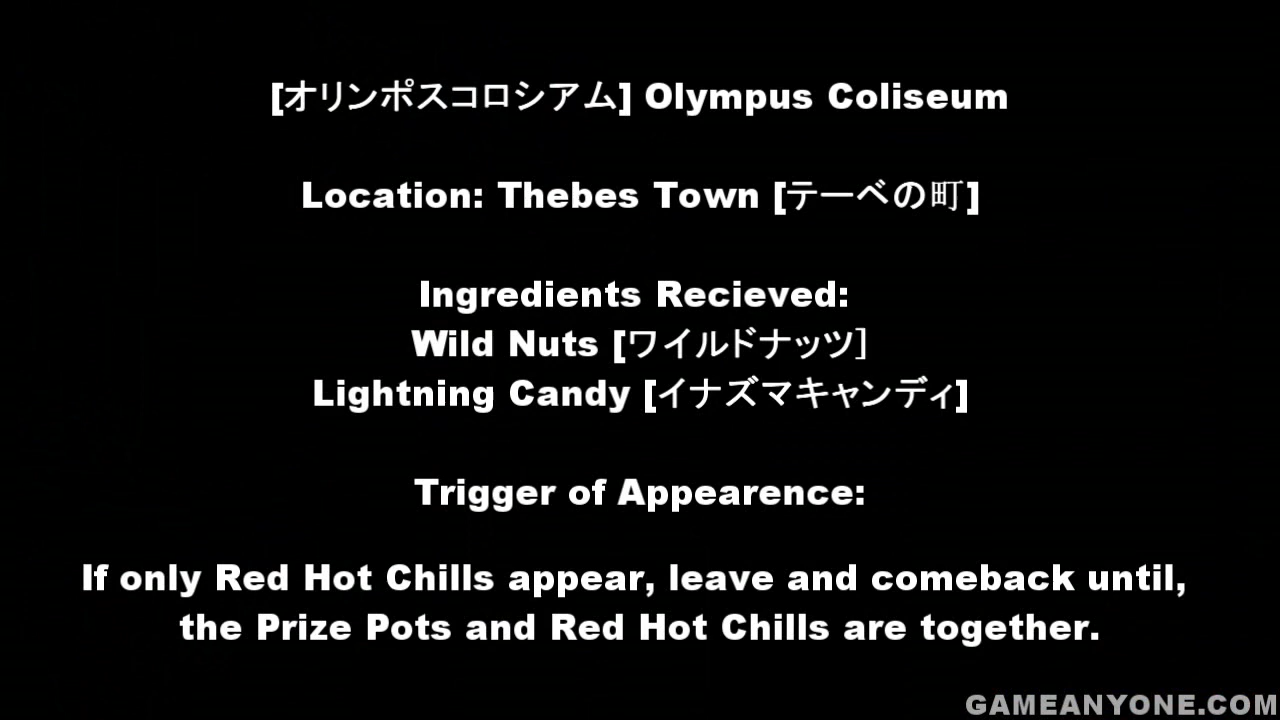 [オリンポスコロシアム] Olympus Coliseum
Location: Thebes Town [テーベの町]
Ingredients Recieved:
Wild Nuts [ワイルドナッツ]
Lightning Candy [イナズマキャンディ]
Trigger of Appearence:
If only Red Hot Chills appear, leave and comeback until,
the Prize Pots and Red Hot Chills are together.
GAMEANYONE.COM